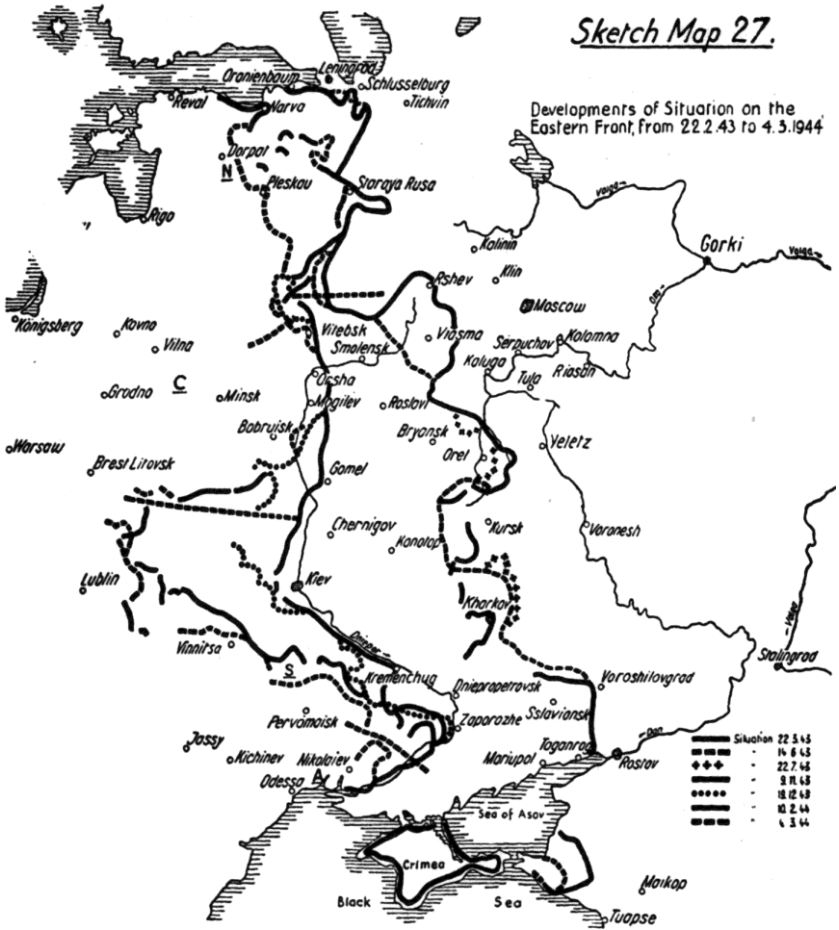 Sketch Map 27.
Developments of Situation on the
Eastern Front, from 22.2.43 to 4.3.1944
Leningrad
Oranienbaum
Schlusselburg
Reval
Narva
Tichvin
Dorpat
N
Pleskau
Staraya Rusa
Riga
Kalinin
Wolga
Gorki
Wolga
Rshev
Klin
Moscow
Königsberg
Kovno
Vilna
Vitebsk
Smolensk
Viasma
Serpuchov
Kolomna
Kaluga
Riasan
Tula
Orsha
Grodno
C
Minsk
Mogilev
Roslavl
Bobruisk
Bryansk
Orel
Yeletz
Warsaw
Brest Litovsk
Gomel
Chernigov
Konotop
Kursk
Voronesh
Lublin
Kiev
Kharkov
Dnieper
Stalingrad
Vinnitsa
S
Kremenchug
Dniepropetrovsk
Voroshilovgrad
Sslaviansk
Pervomaisk
Zaporozhe
Jassy
Kichinev
Nikolaiev
Mariupol
Taganrog
Don
Rostov
Odessa
A
Situation 22.3.43
" 14.6.43
" 22.7.43
" 9.11.43
" 18.12.43
" 10.2.44
" 4.3.44
Sea of Asov
Crimea
Black Sea
Maikop
Tuapse